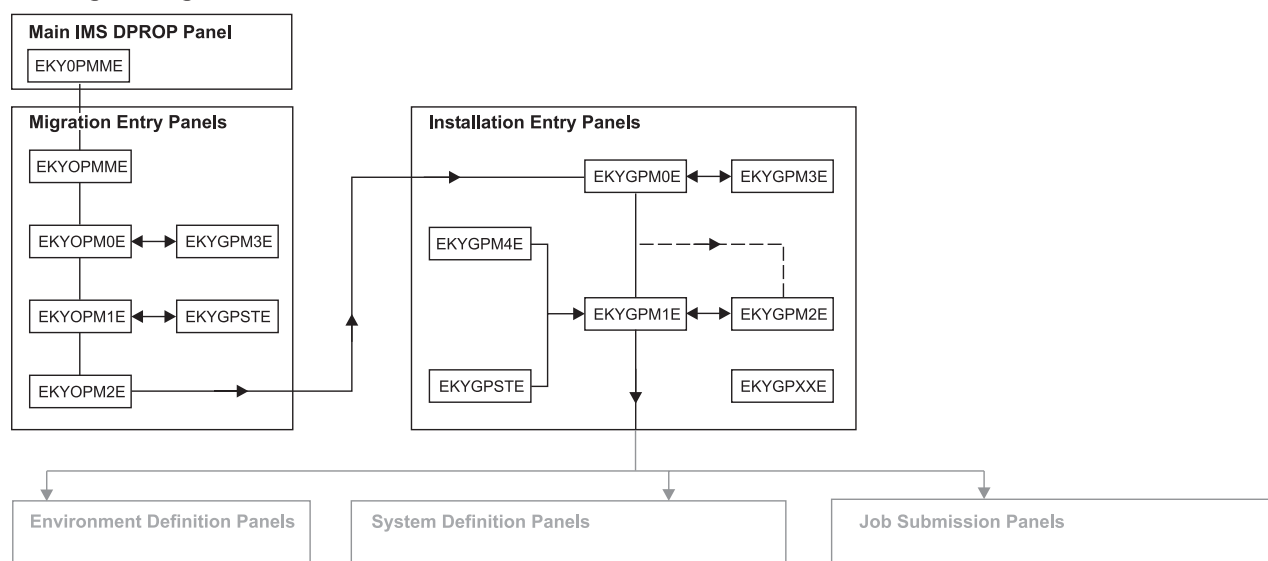 Main IMS DPROP Panel
EKY0PMME
Migration Entry Panels
EKYOPMME
EKYOPM0E
EKYGPM3E
EKYOPM1E
EKYGPSTE
EKYOPM2E
Installation Entry Panels
EKYGPM0E
EKYGPM3E
EKYGPM4E
EKYGPM1E
EKYGPM2E
EKYGPSTE
EKYGPXXE
Environment Definition Panels
System Definition Panels
Job Submission Panels